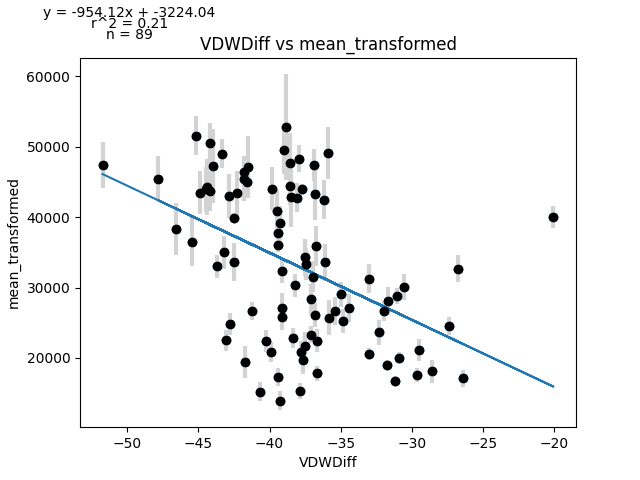 y = -954.12x + -3224.04
r^2 = 0.21
n = 89
VDWDiff vs mean_transformed
60000
50000
40000
30000
20000
mean_transformed
−50
−45
−40
−35
−30
−25
−20
VDWDiff